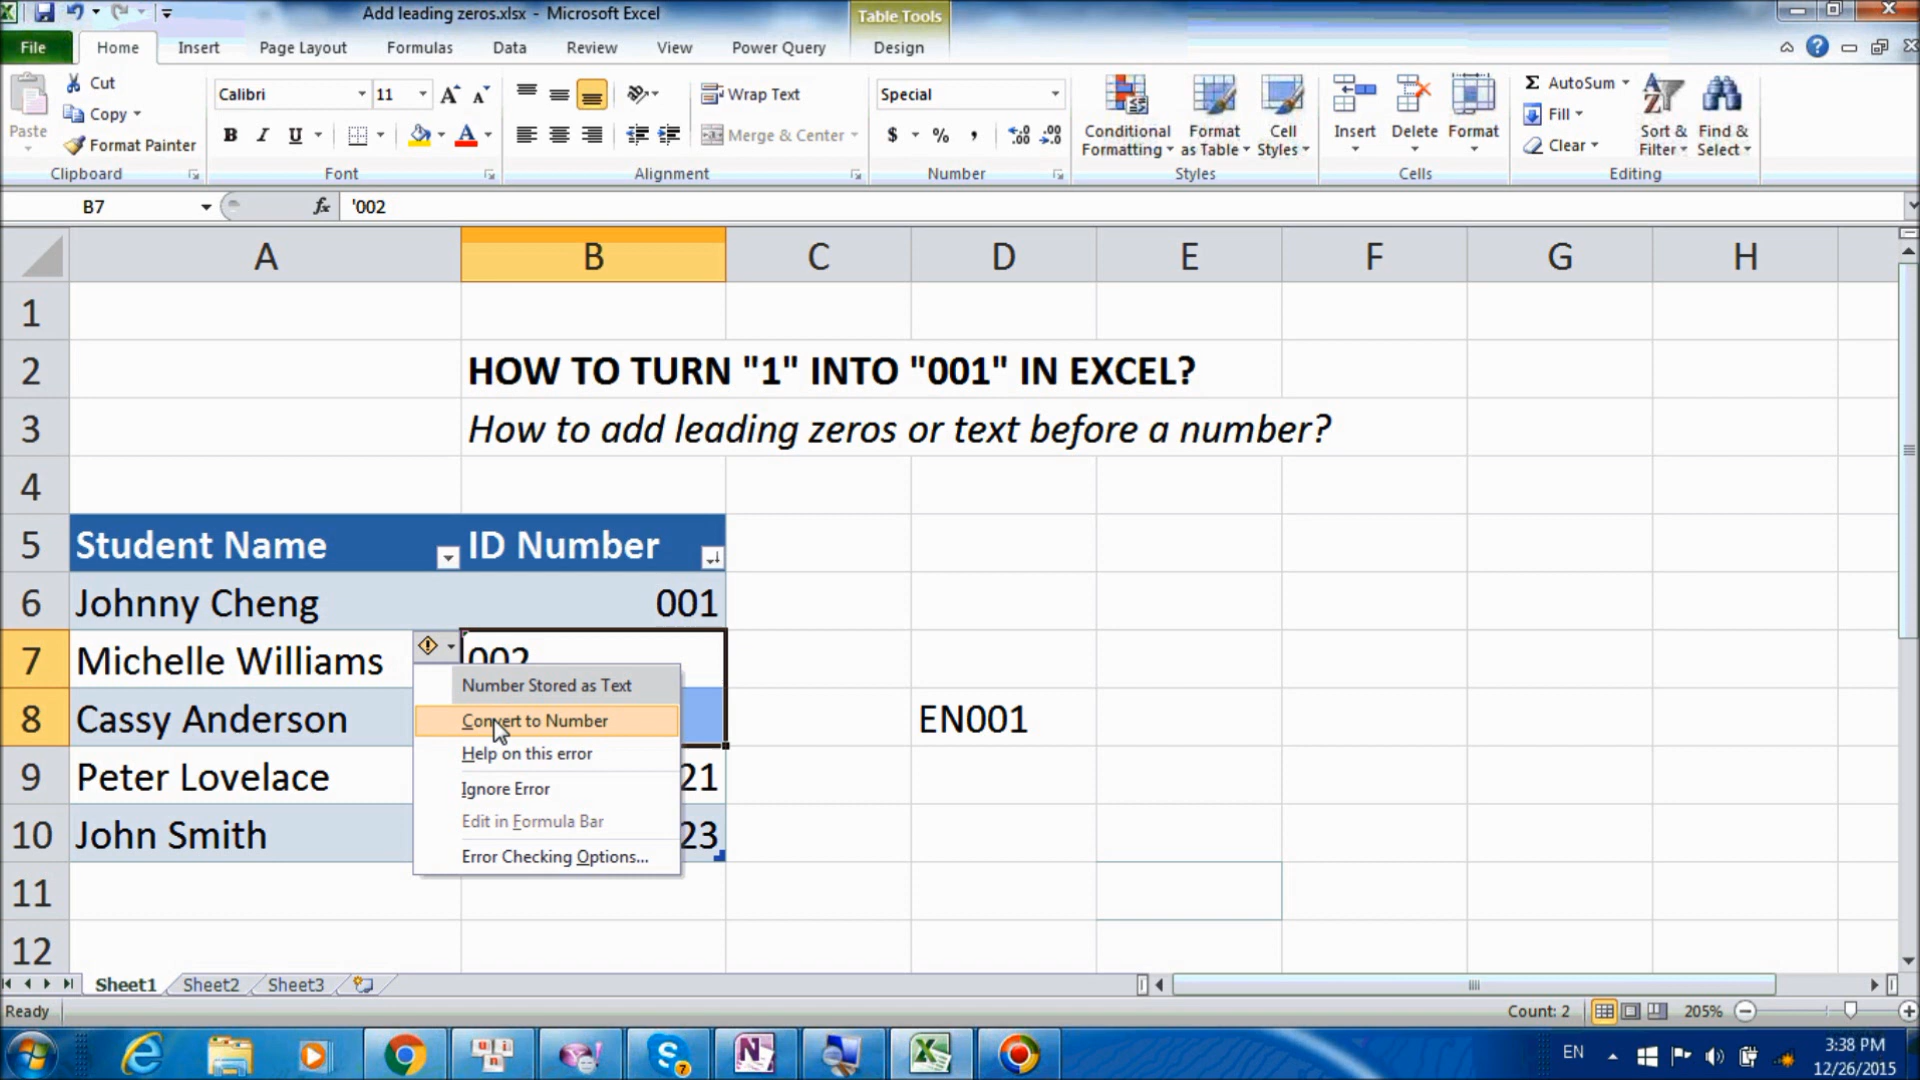 Add leading zeros.xlsx - Microsoft Excel
Table Tools
File
Home
Insert
Page Layout
Formulas
Data
Review
View
Power Query
Design
Paste
Cut
Copy
Format Painter
Clipboard
Calibri
11
B I U
Font
Wrap Text
Merge & Center
Alignment
Special
$ % ,
Number
Conditional
Formatting
Format
as Table
Cell
Styles
Styles
Insert
Delete
Format
Cells
Σ AutoSum
Fill
Clear
Sort &
Filter
Find &
Select
Editing
B7
fx
'002
A B C D E F G H
1
2 HOW TO TURN "1" INTO "001" IN EXCEL?
3 How to add leading zeros or text before a number?
4
5 Student Name ID Number
6 Johnny Cheng 001
7 Michelle Williams 002
8 Cassy Anderson EN001
9 Peter Lovelace 21
10 John Smith 23
11
12
Number Stored as Text
Convert to Number
Help on this error
Ignore Error
Edit in Formula Bar
Error Checking Options...
Sheet1
Sheet2
Sheet3
Ready
Count: 2
205%
EN
3:38 PM
12/26/2015